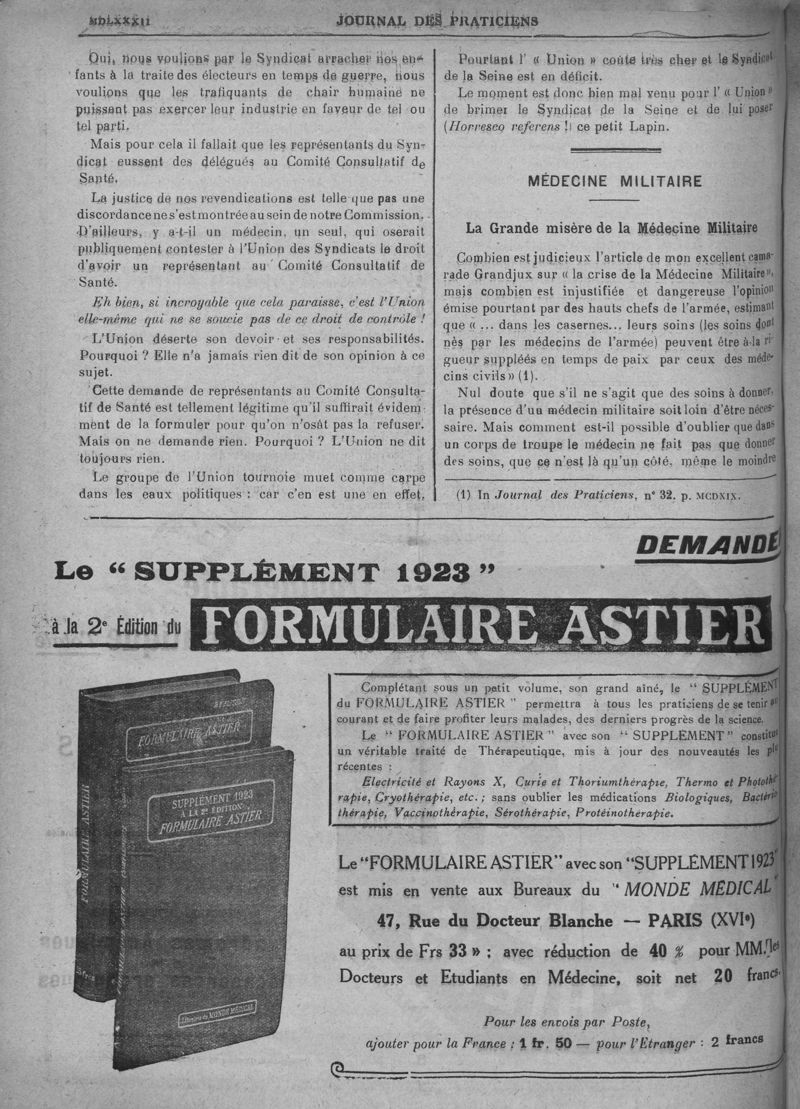 MDLXXXII
JOURNAL DES PRATICIENS
Oui, nous voulions par le Syndicat arracher nos en-
fants à la traite des électeurs en temps de guerre, nous
voulions que les trafiquants de chair humaine ne
puissent pas exercer leur industrie en faveur de tel ou
tel parti.
Mais pour cela il fallait que les représentants du Syn-
dicat eussent des délégués au Comité Consultatif de
Santé.
La justice de nos revendications est telle que pas une
discordance ne s'est montrée au sein de notre Commission.
D'ailleurs, y a-t-il un médecin, un seul, qui oserait
publiquement contester à l'Union des Syndicats le droit
d'avoir un représentant au Comité Consultatif de
Santé.
Eh bien, si incroyable que cela paraisse, c'est l'Union
elle-même qui ne se soucie pas de ce droit de contrôle !
L'Union déserte son devoir et ses responsabilités.
Pourquoi ? Elle n'a jamais rien dit de son opinion à ce
sujet.
Cette demande de représentants au Comité Consulta-
tif de Santé est tellement légitime qu'il suffirait évidem-
ment de la formuler pour qu'on n'osât pas la refuser.
Mais on ne demande rien. Pourquoi ? L'Union ne dit
toujours rien.
Le groupe de l'Union tournoie muet comme carpe
dans les eaux politiques : car c'en est une en effet,
Pourtant l' « Union » coûte très cher et le Syndicat
de la Seine est en déficit.
Le moment est donc bien mal venu pour l' « Union »
de brimer le Syndicat de la Seine et de lui poser
(Horresco referens !) ce petit Lapin.
MÉDECINE MILITAIRE
La Grande misère de la Médecine Militaire
Combien est judicieux l'article de mon excellent cama-
rade Grandjux sur « la crise de la Médecine Militaire »,
mais combien est injustifiée et dangereuse l'opinion
émise pourtant par des hauts chefs de l'armée, estimant
que « ... dans les casernes... leurs soins (les soins don
nés par les médecins de l'armée) peuvent être à la ri
gueur suppléés en temps de paix par ceux des méde-
cins civils » (1).
Nul doute que s'il ne s'agit que des soins à donner,
la présence d'un médecin militaire soit loin d'être néces-
saire. Mais comment est-il possible d'oublier que dans
un corps de troupe le médecin ne fait pas que donner
des soins, que ce n'est là qu'un côté, même le moindre
(1) In Journal des Praticiens, n° 32. p. MCDXIX.
DEMANDÉ
Le “ SUPPLÉMENT 1923 ”
à la 2e Édition du FORMULAIRE ASTIER
FORMULAIRE ASTIER
FORMULAIRE ASTIER
SUPPLÉMENT 1923
A LA 2e ÉDITION
FORMULAIRE ASTIER
Librairie du MONDE MÉDICAL
Complétant sous un petit volume, son grand aîné, le “ SUPPLÉMENT
du FORMULAIRE ASTIER ” permettra à tous les praticiens de se tenir au
courant et de faire profiter leurs malades, des derniers progrès de la science.
Le “ FORMULAIRE ASTIER ” avec son “ SUPPLÉMENT ” constitue
un véritable traité de Thérapeutique, mis à jour des nouveautés les plus
récentes :
Electricité et Rayons X, Curie et Thoriumthérapie, Thermo et Photothé-
rapie, Cryothérapie, etc. ; sans oublier les médications Biologiques, Bactério
thérapie, Vaccinothérapie, Sérothérapie, Protéinothérapie.
Le “FORMULAIRE ASTIER” avec son “SUPPLÉMENT 1923”
est mis en vente aux Bureaux du “ MONDE MÉDICAL ”
47, Rue du Docteur Blanche — PARIS (XVIe)
au prix de Frs 33 » ; avec réduction de 40 % pour MM. les
Docteurs et Etudiants en Médecine, soit net 20 francs.
Pour les envois par Poste,
ajouter pour la France : 1 fr. 50 — pour l'Etranger : 2 francs